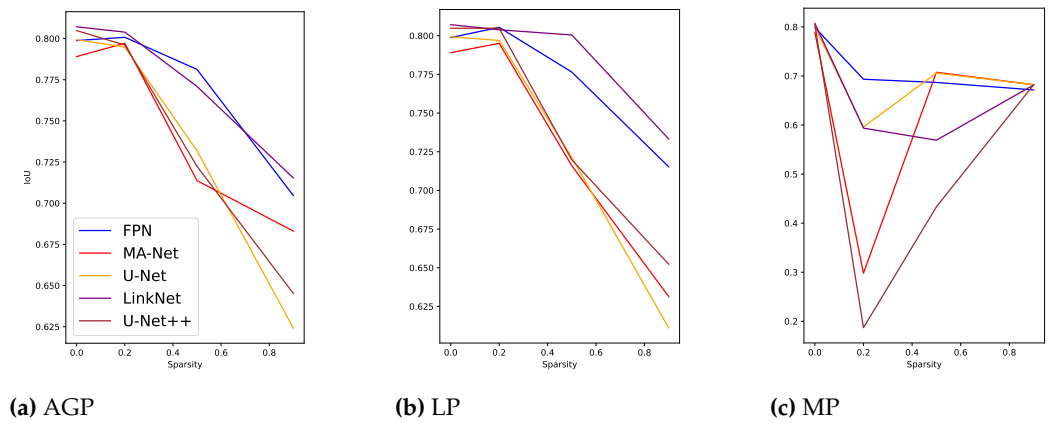 0.800
0.775
0.750
0.725
0.700
0.675
0.650
0.625
IoU
0.0 0.2 0.4 0.6 0.8
Sparsity
FPN
MA-Net
U-Net
LinkNet
U-Net++
(a) AGP
0.800
0.775
0.750
0.725
0.700
0.675
0.650
0.625
0.0 0.2 0.4 0.6 0.8
Sparsity
(b) LP
0.8
0.7
0.6
0.5
0.4
0.3
0.2
0.0 0.2 0.4 0.6 0.8
Sparsity
(c) MP